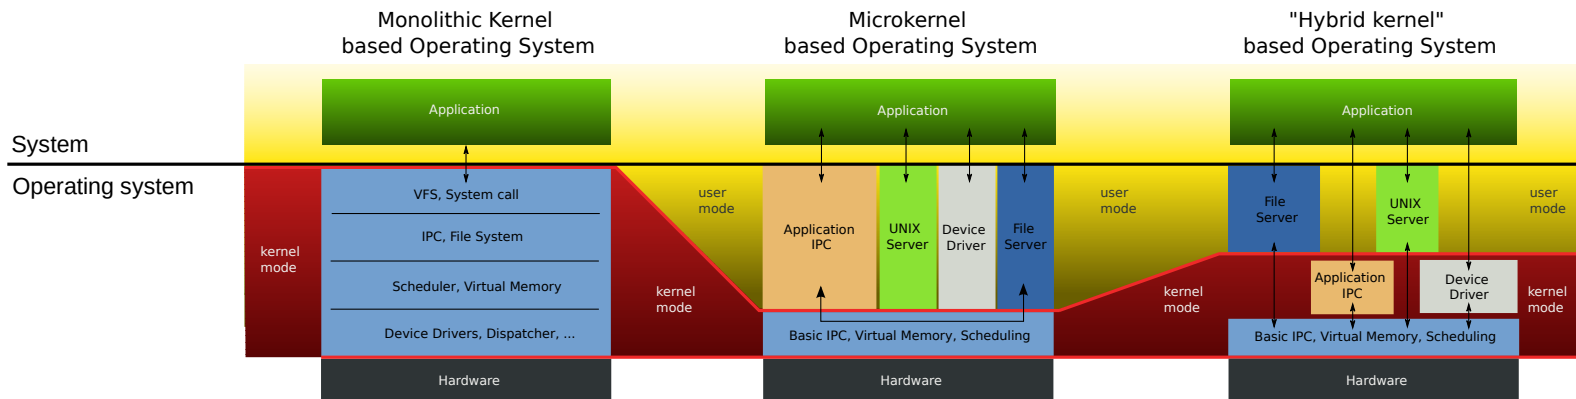 Monolithic Kernel
based Operating System
Microkernel
based Operating System
"Hybrid kernel"
based Operating System
Application
Application
Application
System
Operating system
kernel
mode
VFS, System call
IPC, File System
Scheduler, Virtual Memory
Device Drivers, Dispatcher, ...
Hardware
user
mode
kernel
mode
Application
IPC
UNIX
Server
Device
Driver
File
Server
Basic IPC, Virtual Memory, Scheduling
Hardware
user
mode
kernel
mode
File
Server
UNIX
Server
Application
IPC
Device
Driver
Basic IPC, Virtual Memory, Scheduling
Hardware
user
mode
kernel
mode